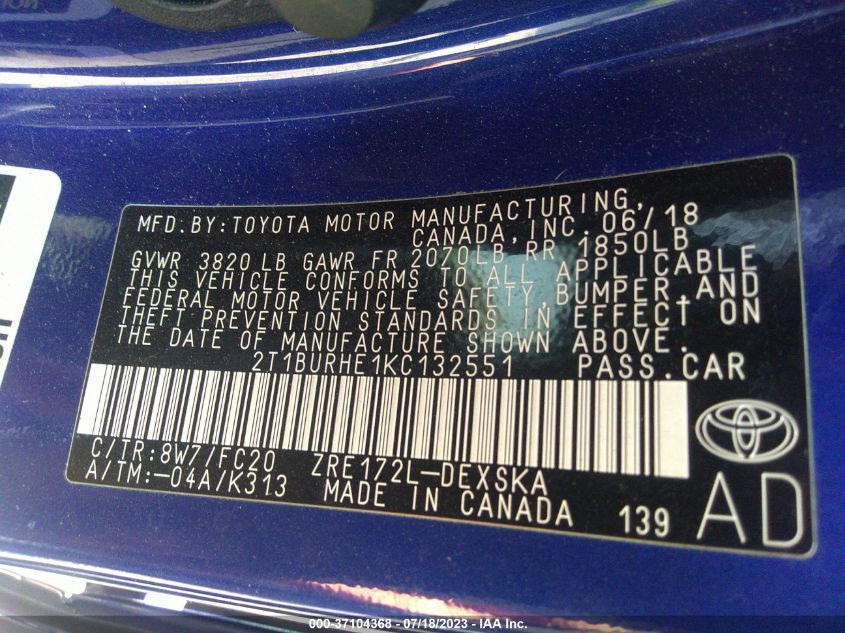 MFD.BY:TOYOTA MOTOR MANUFACTURING,
CANADA,INC. 06/18
GVWR 3820 LB GAWR FR 2070LB RR 1850LB
THIS VEHICLE CONFORMS TO ALL APPLICABLE
FEDERAL MOTOR VEHICLE SAFETY,BUMPER,AND
THEFT PREVENTION STANDARDS IN EFFECT ON
THE DATE OF MANUFACTURE SHOWN ABOVE.
2T1BURHE1KC132551 PASS.CAR
C/TR:8W7/FC20 ZRE172L-DEXSKA
A/TM:-04A/K313 MADE IN CANADA 139
AD
000-37104368 - 07/18/2023 - IAA Inc.